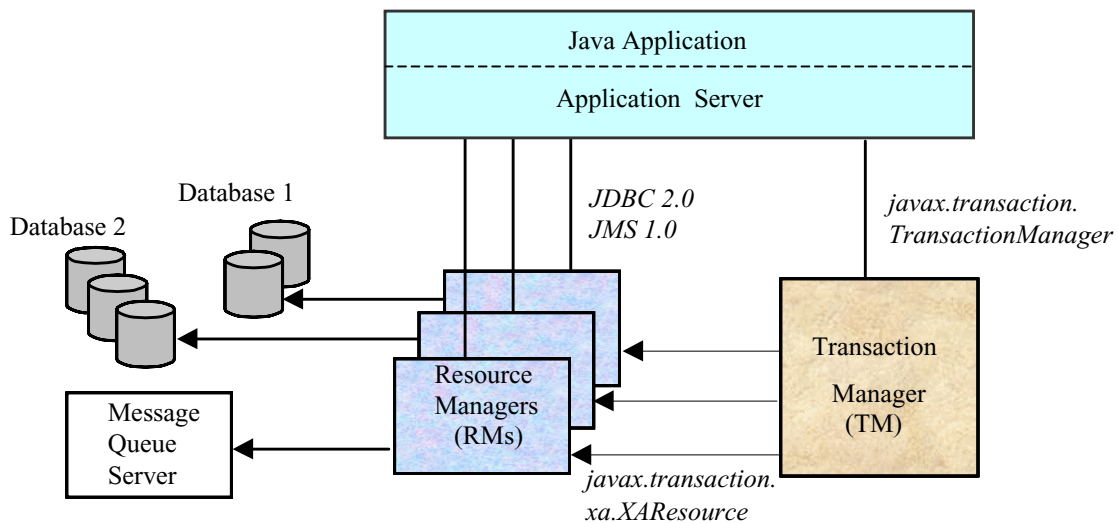 Java Application
Application Server
Database 1
Database 2
JDBC 2.0
JMS 1.0
javax.transaction.
TransactionManager
Resource
Managers
(RMs)
Transaction
Manager
(TM)
Message
Queue
Server
javax.transaction.
xa.XAResource